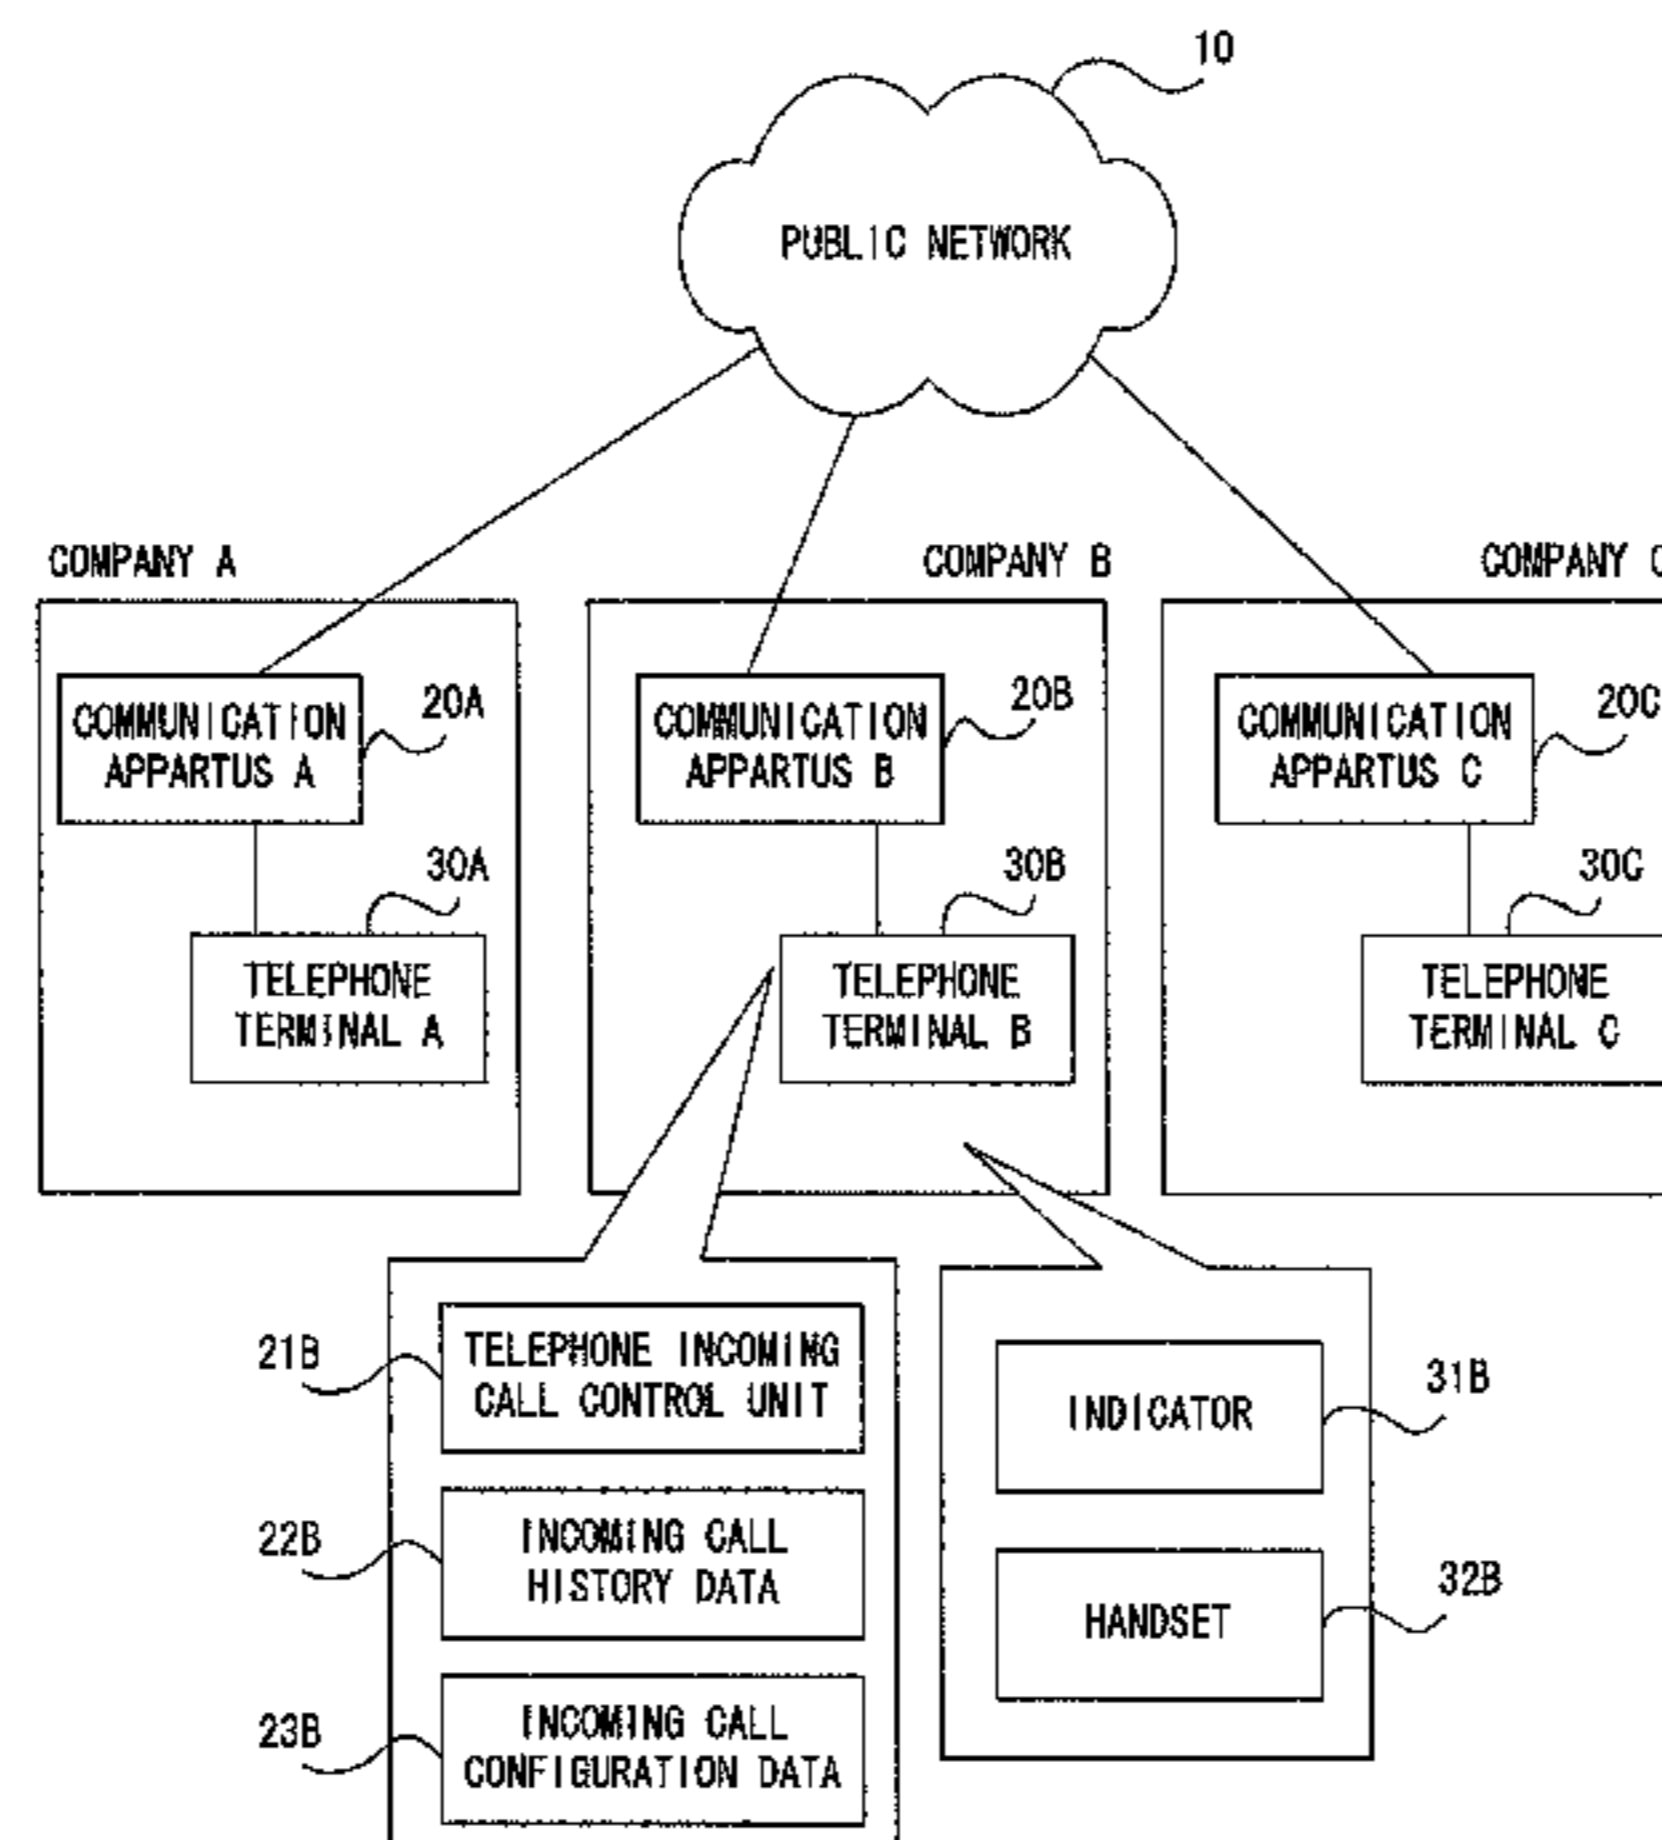 10
PUBLIC NETWORK
COMPANY A
COMPANY B
COMPANY C
COMMUNICATION
APPARTUS A
20A
COMMUNICATION
APPARTUS B
20B
COMMUNICATION
APPARTUS C
20C
30A
TELEPHONE
TERMINAL A
30B
TELEPHONE
TERMINAL B
30C
TELEPHONE
TERMINAL C
21B
TELEPHONE INCOMING
CALL CONTROL UNIT
22B
INCOMING CALL
HISTORY DATA
23B
INCOMING CALL
CONFIGURATION DATA
INDICATOR
31B
HANDSET
32B